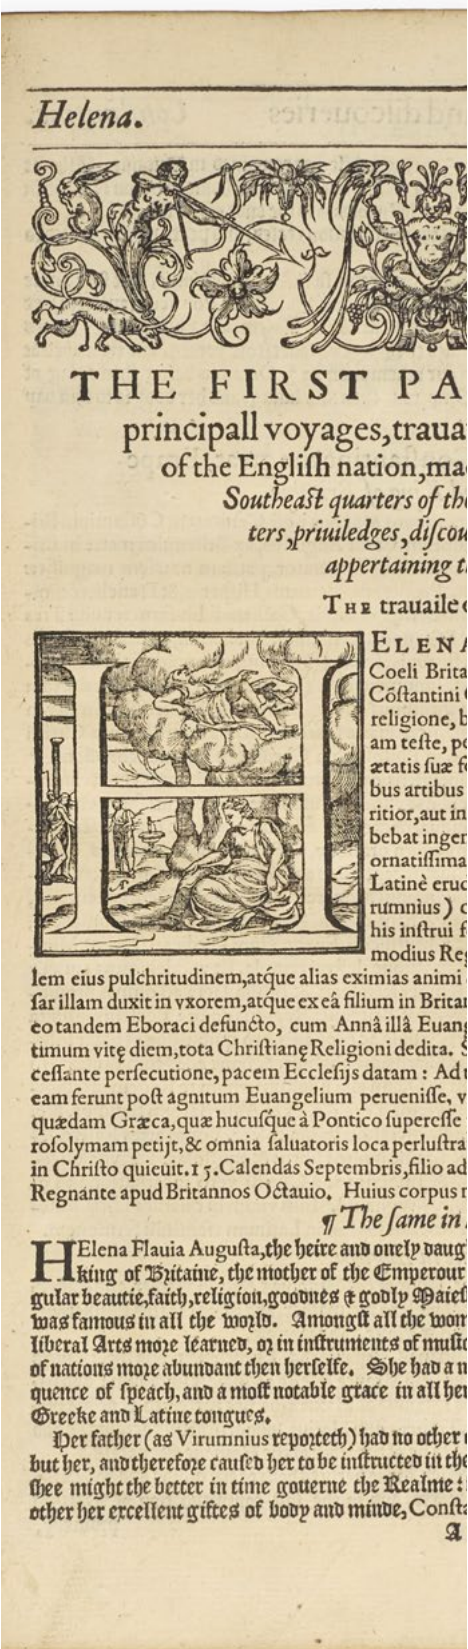 Helena.
THE FIRST PA
principall voyages,traua
of the Engliſh nation,ma
Southeaſt quarters of the
ters,priuiledges,diſcou
appertaining t
THE trauaile
ELENA
Coeli Brita
Cõſtantini
religione, b
am teſte, pe
ætatis ſuæ f
bus artibus
ritior,aut in
bebat inger
ornatiſſima
Latinè erud
rumnius) c
his inſtrui f
modius Reg
lem eius pulchritudinem,atque alias eximias animi
ſar illam duxit in vxorem,atque ex eâ filium in Britan
eo tandem Eboraci defuncto, cum Annâ illâ Euang
timum vitę diem,tota Chriſtianę Religioni dedita. S
ceſſante perſecutione, pacem Eccleſijs datam : Ad
eam ferunt poſt agnitum Euangelium perueniſſe, v
quædam Græca,quæ hucuſque à Pontico ſupereſſe
roſolymam petijt,& omnia ſaluatoris loca perluſtra
in Chriſto quieuit.15.Calendas Septembris,filio ad
Regnante apud Britannos Octauio. Huius corpus
¶ The ſame in
HElena Flauia Auguſta,the heire and onely daug
king of Britaine, the mother of the Emperour
gular beautie,faith,religion,goodnes & godly Maieſ
was famous in all the world. Amongſt all the wom
liberal Arts more learned, or in inſtruments of muſic
of nations more abundant then herſelfe. She had a n
quence of ſpeach, and a moſt notable grace in all her
Greeke and Latine tongues.
Her father (as Virumnius reporteth) had no other
but her, and therefore cauſed her to be inſtructed in the
ſhee might the better in time gouerne the Realme :
other her excellent giftes of body and minde, Conſta
A